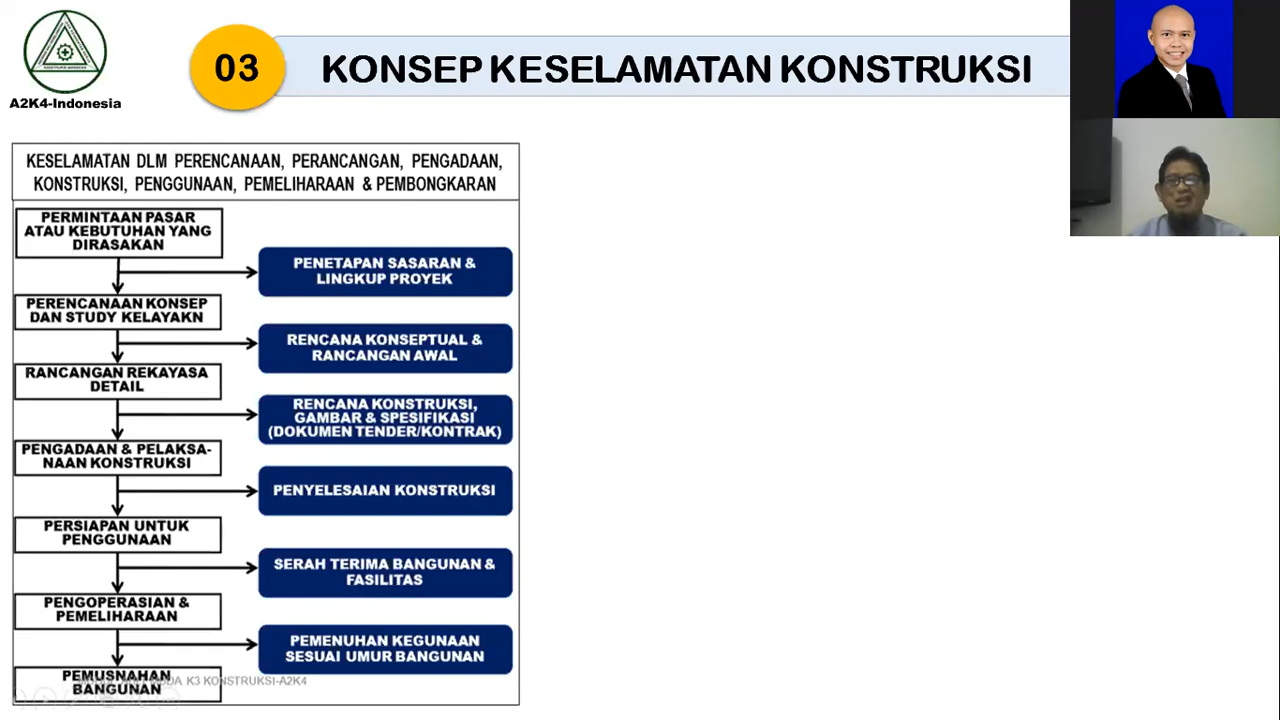 A2K4-Indonesia
03
KONSEP KESELAMATAN KONSTRUKSI
KESELAMATAN DLM PERENCANAAN, PERANCANGAN, PENGADAAN,
KONSTRUKSI, PENGGUNAAN, PEMELIHARAAN & PEMBONGKARAN
PERMINTAAN PASAR
ATAU KEBUTUHAN YANG
DIRASAKAN
PENETAPAN SASARAN &
LINGKUP PROYEK
PERENCANAAN KONSEP
DAN STUDY KELAYAKN
RENCANA KONSEPTUAL &
RANCANGAN AWAL
RANCANGAN REKAYASA
DETAIL
RENCANA KONSTRUKSI,
GAMBAR & SPESIFIKASI
(DOKUMEN TENDER/KONTRAK)
PENGADAAN & PELAKSA-
NAAN KONSTRUKSI
PENYELESAIAN KONSTRUKSI
PERSIAPAN UNTUK
PENGGUNAAN
SERAH TERIMA BANGUNAN &
FASILITAS
PENGOPERASIAN &
PEMELIHARAAN
PEMENUHAN KEGUNAAN
SESUAI UMUR BANGUNAN
PEMUSNAHAN
BANGUNAN
K3 KONSTRUKSI-A2K4